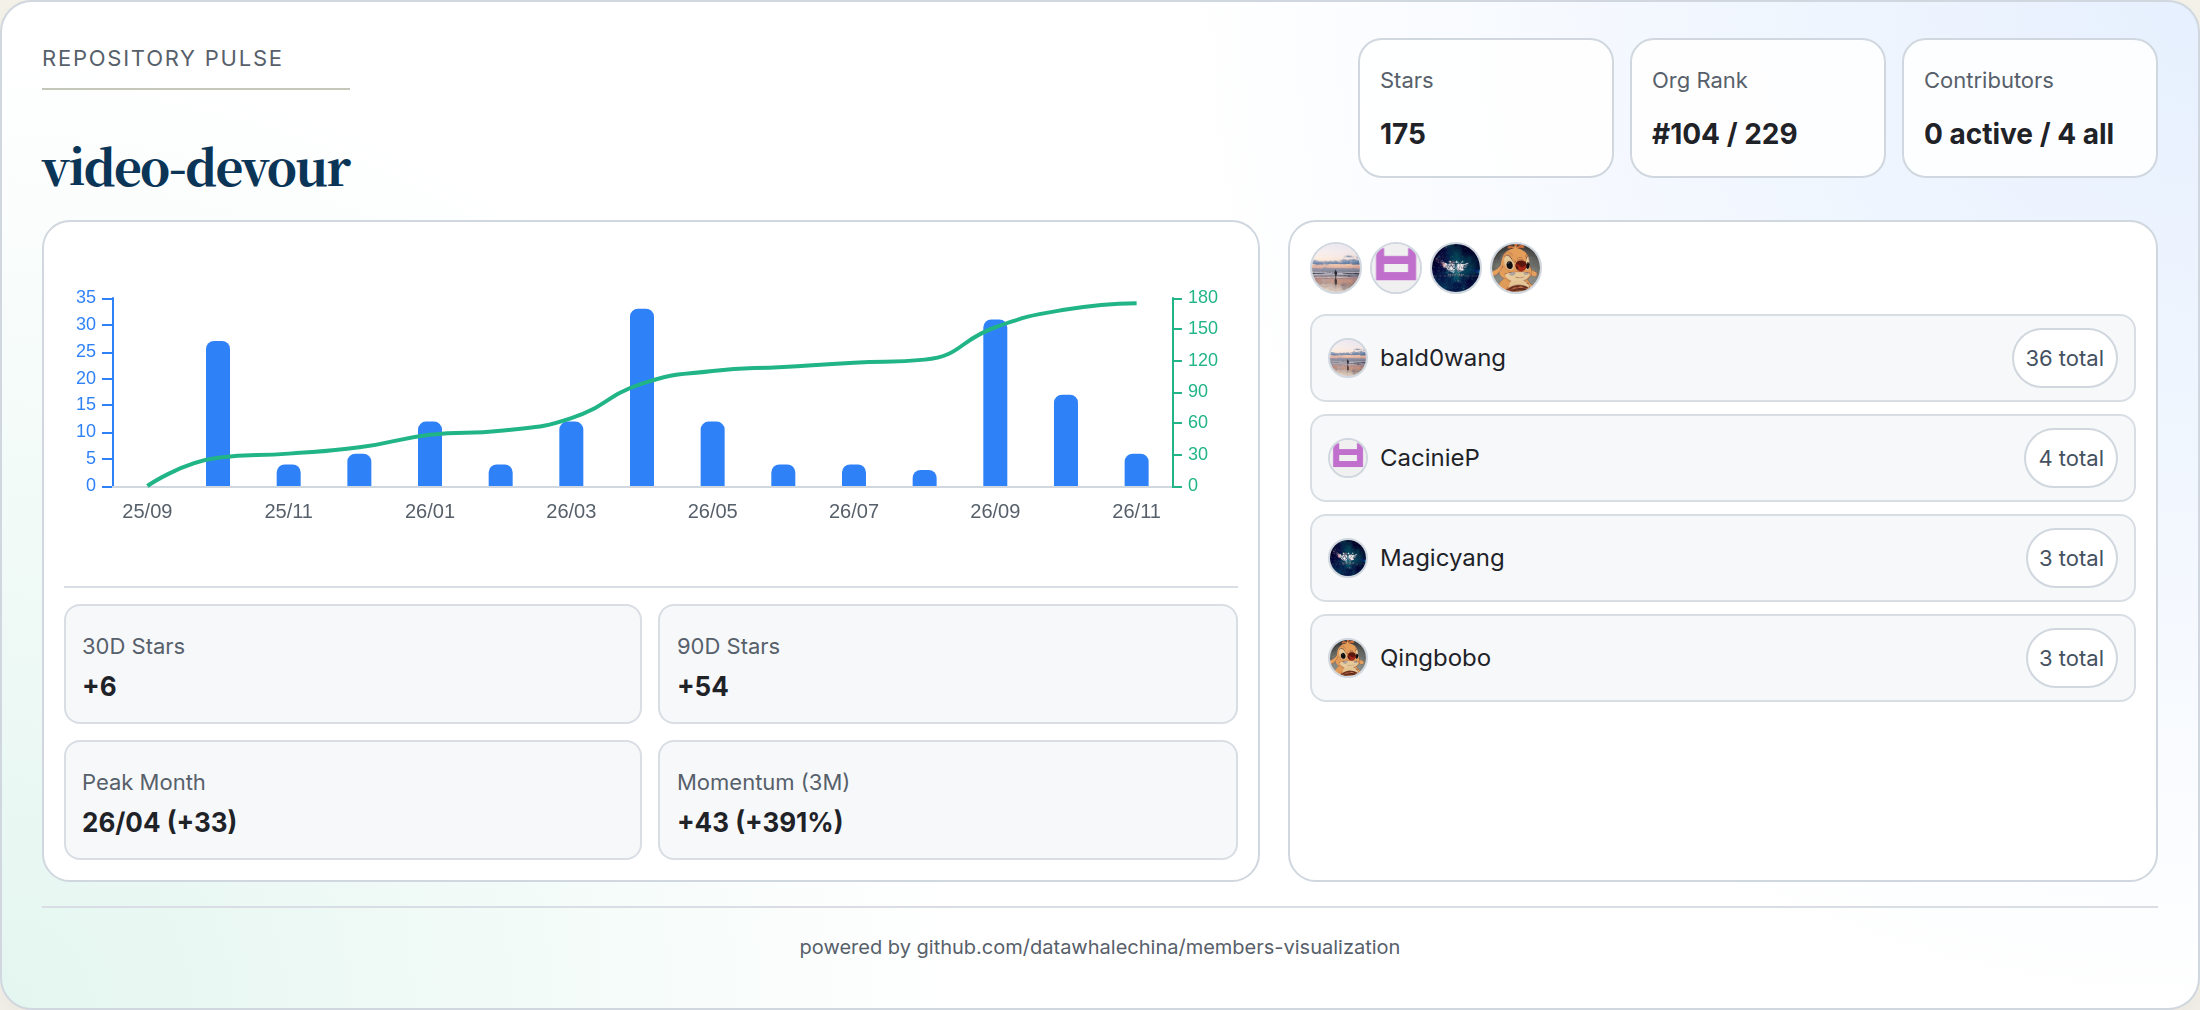 REPOSITORY PULSE
video-devour
Stars
175
Org Rank
#104 / 229
Contributors
0 active / 4 all
35
30
25
20
15
10
5
0
180
150
120
90
60
30
0
25/09
25/11
26/01
26/03
26/05
26/07
26/09
26/11
30D Stars
+6
90D Stars
+54
Peak Month
26/04 (+33)
Momentum (3M)
+43 (+391%)
bald0wang
36 total
CacinieP
4 total
Magicyang
3 total
Qingbobo
3 total
powered by github.com/datawhalechina/members-visualization